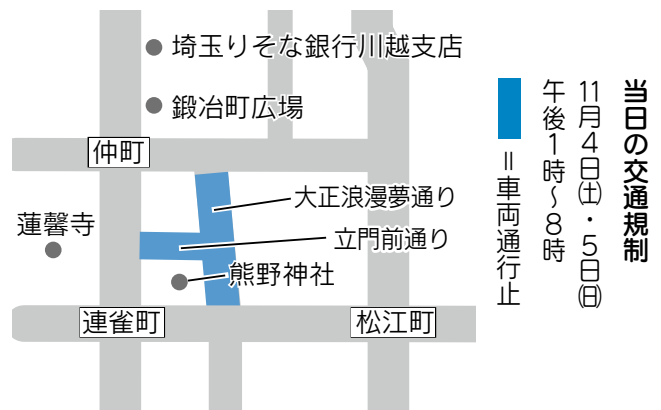 当日の交通規制
11月4日㈯・5日㈰
午後1時〜8時
＝車両通行止
埼玉りそな銀行川越支店
鍛冶町広場
仲町
大正浪漫夢通り
蓮馨寺
立門前通り
熊野神社
連雀町
松江町